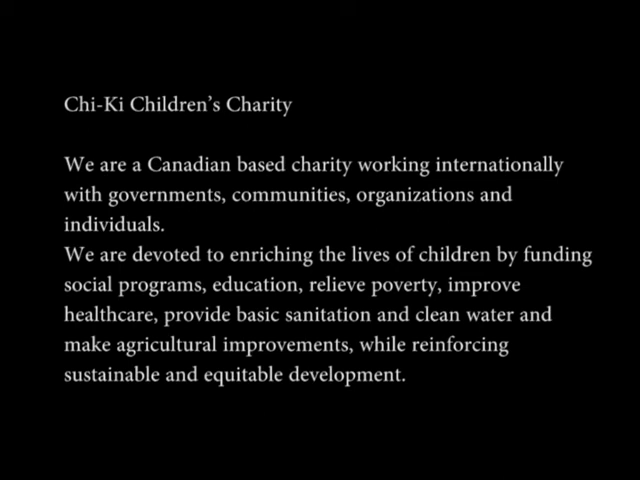 Chi-Ki Children's Charity
We are a Canadian based charity working internationally
with governments, communities, organizations and
individuals.
We are devoted to enriching the lives of children by funding
social programs, education, relieve poverty, improve
healthcare, provide basic sanitation and clean water and
make agricultural improvements, while reinforcing
sustainable and equitable development.